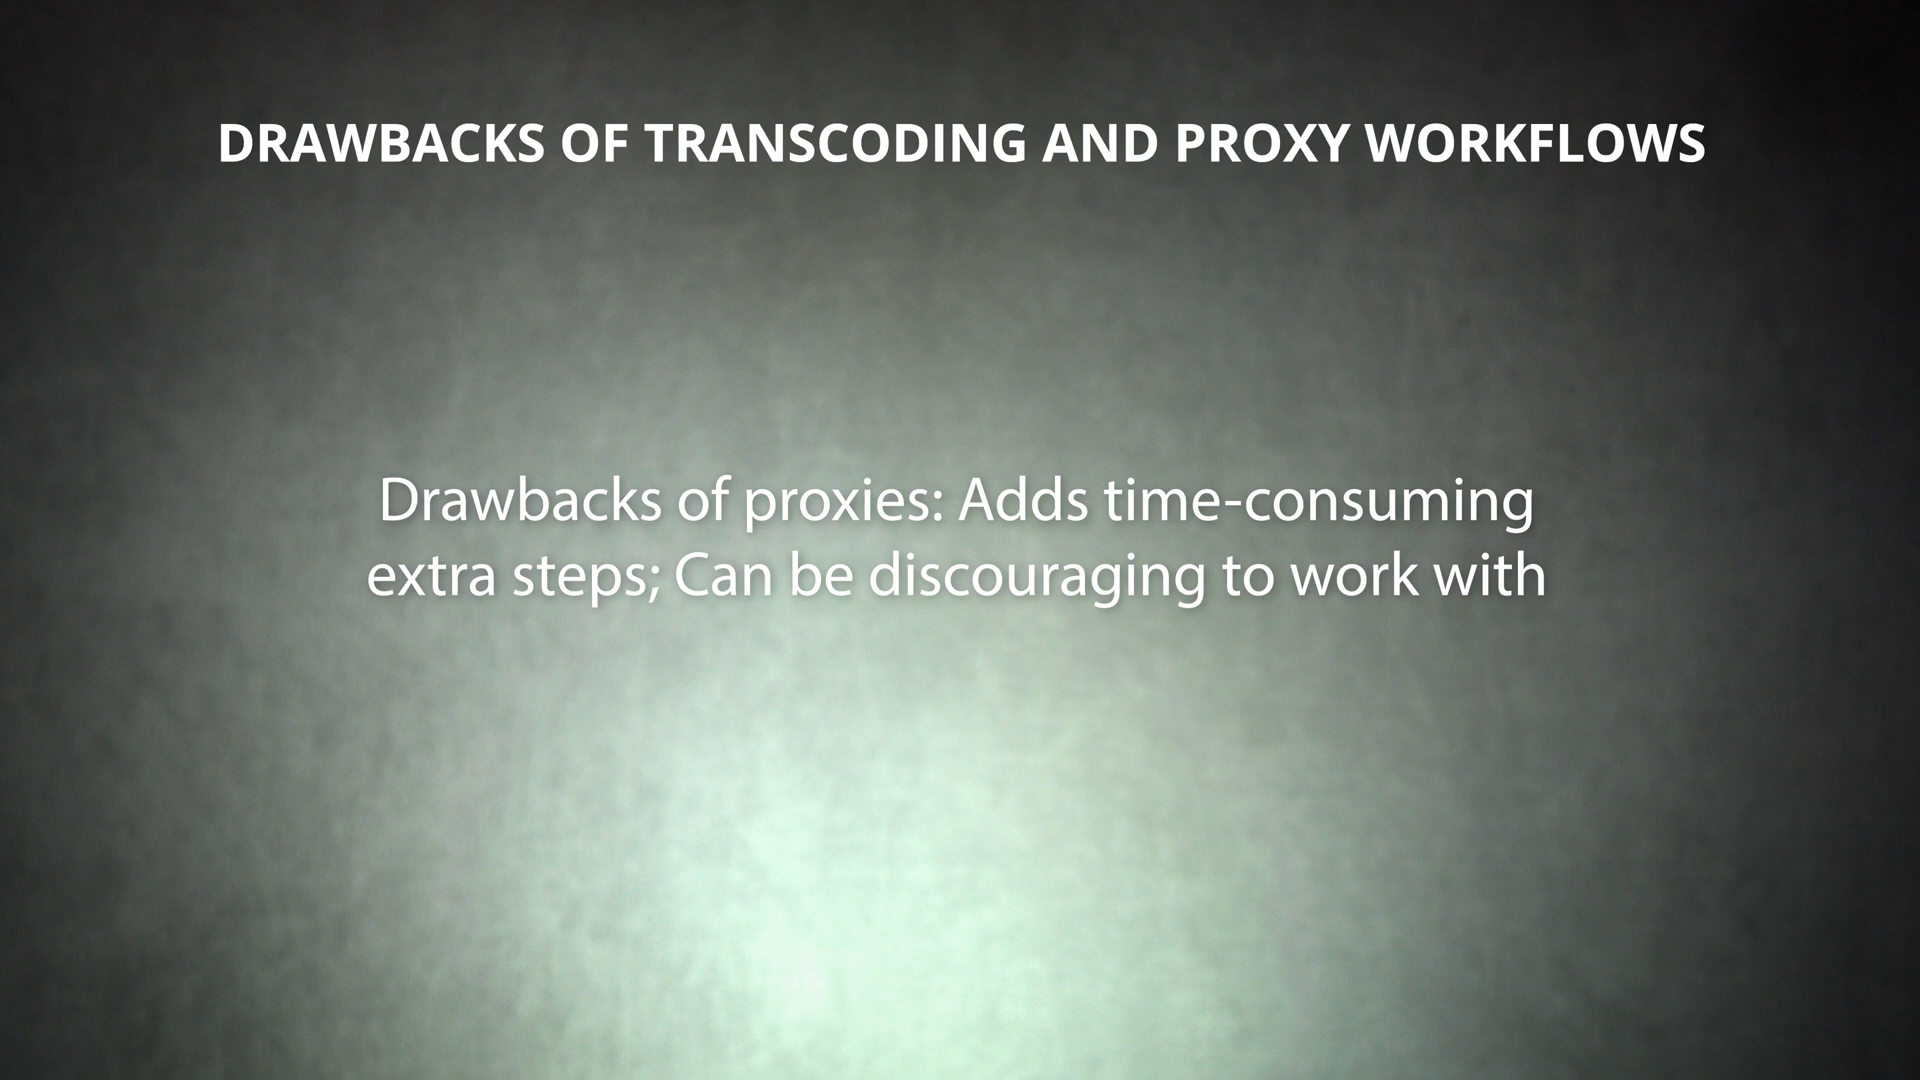 DRAWBACKS OF TRANSCODING AND PROXY WORKFLOWS
Drawbacks of proxies: Adds time-consuming
extra steps; Can be discouraging to work with